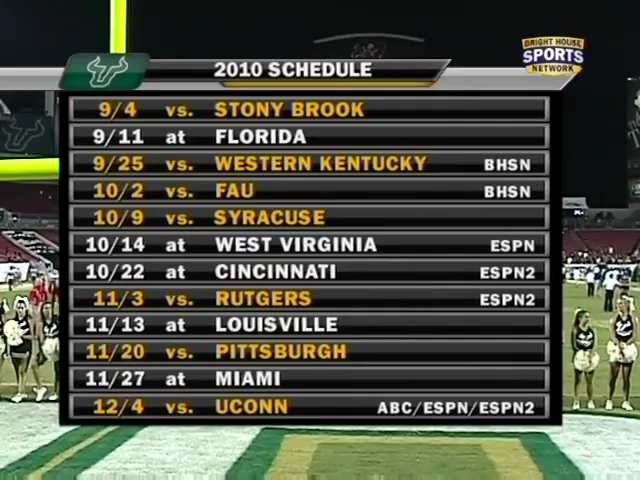 2010 SCHEDULE
BRIGHT HOUSE
SPORTS
NETWORK
9/4 vs. STONY BROOK
9/11 at FLORIDA
9/25 vs. WESTERN KENTUCKY BHSN
10/2 vs. FAU BHSN
10/9 vs. SYRACUSE
10/14 at WEST VIRGINIA ESPN
10/22 at CINCINNATI ESPN2
11/3 vs. RUTGERS ESPN2
11/13 at LOUISVILLE
11/20 vs. PITTSBURGH
11/27 at MIAMI
12/4 vs. UCONN ABC/ESPN/ESPN2